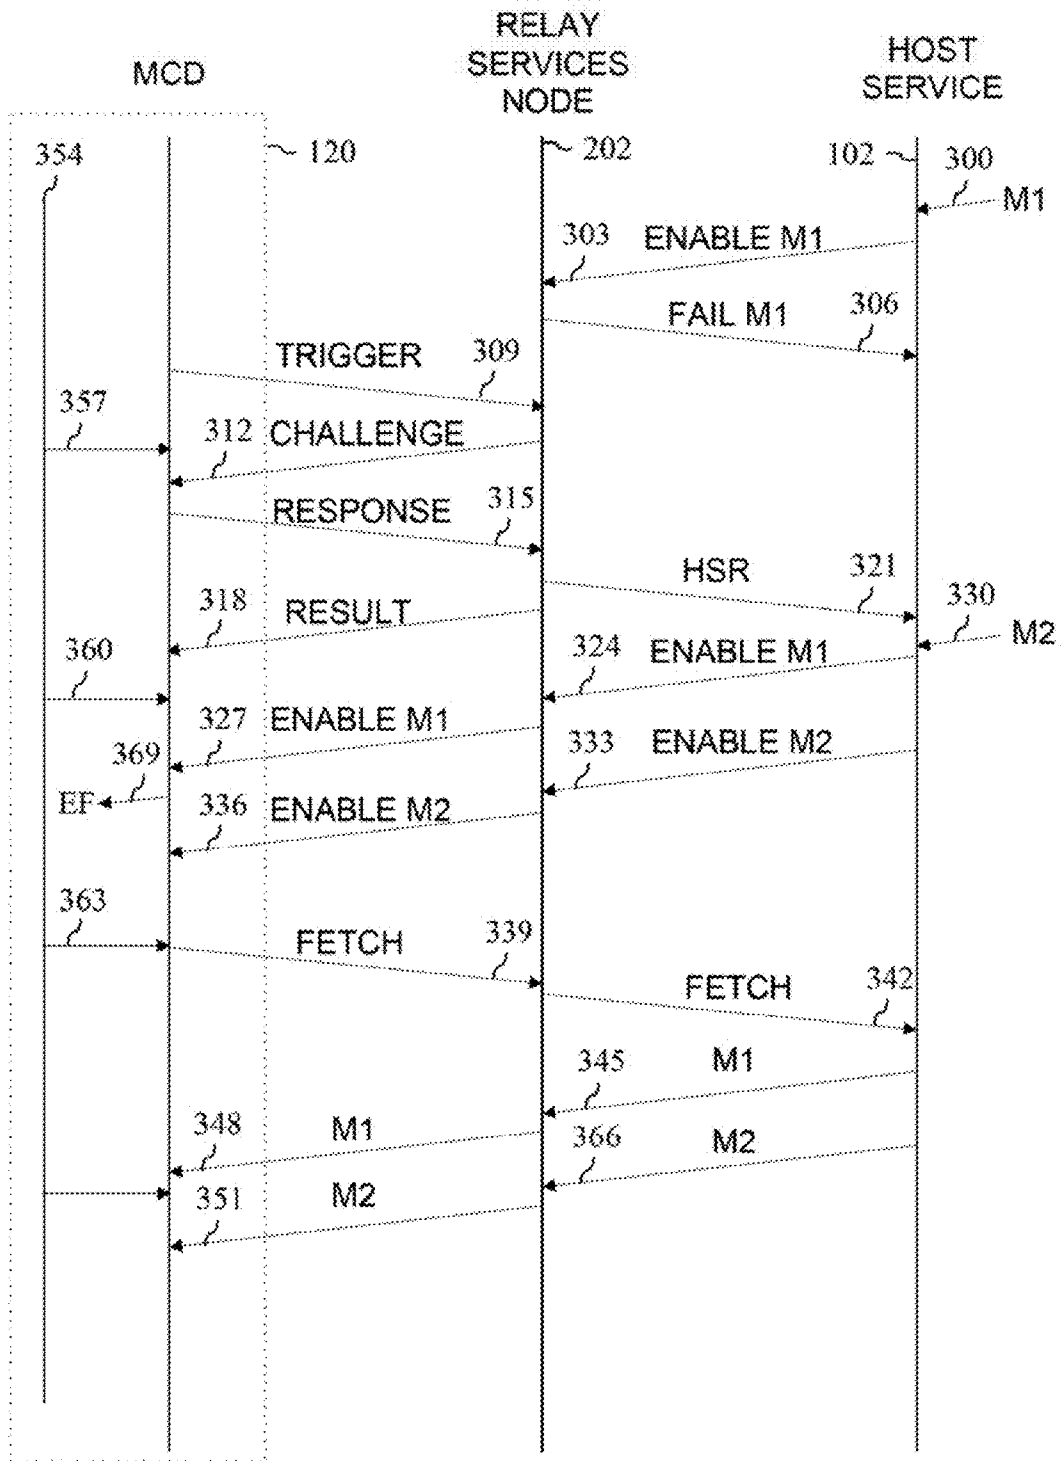 RELAY
SERVICES
NODE
MCD
HOST
SERVICE
354
120
202
102
300
M1
303
ENABLE M1
FAIL M1
306
TRIGGER
309
357
312
CHALLENGE
315
RESPONSE
HSR
321
318
RESULT
330
M2
360
324
ENABLE M1
327
ENABLE M1
333
ENABLE M2
369
EF
336
ENABLE M2
363
FETCH
339
FETCH
342
M1
345
348
M1
366
M2
351
M2